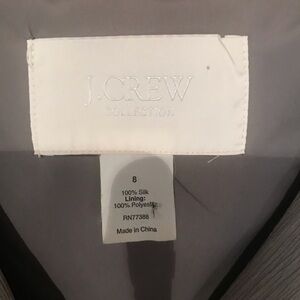 J.CREW
COLLECTION
8
100% Silk
Lining:
100% Polyester
RN77388
Made in China